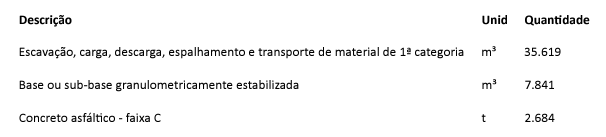 Descrição Unid Quantidade
Escavação, carga, descarga, espalhamento e transporte de material de 1ª categoria m³ 35.619
Base ou sub-base granulometricamente estabilizada m³ 7.841
Concreto asfáltico - faixa C t 2.684